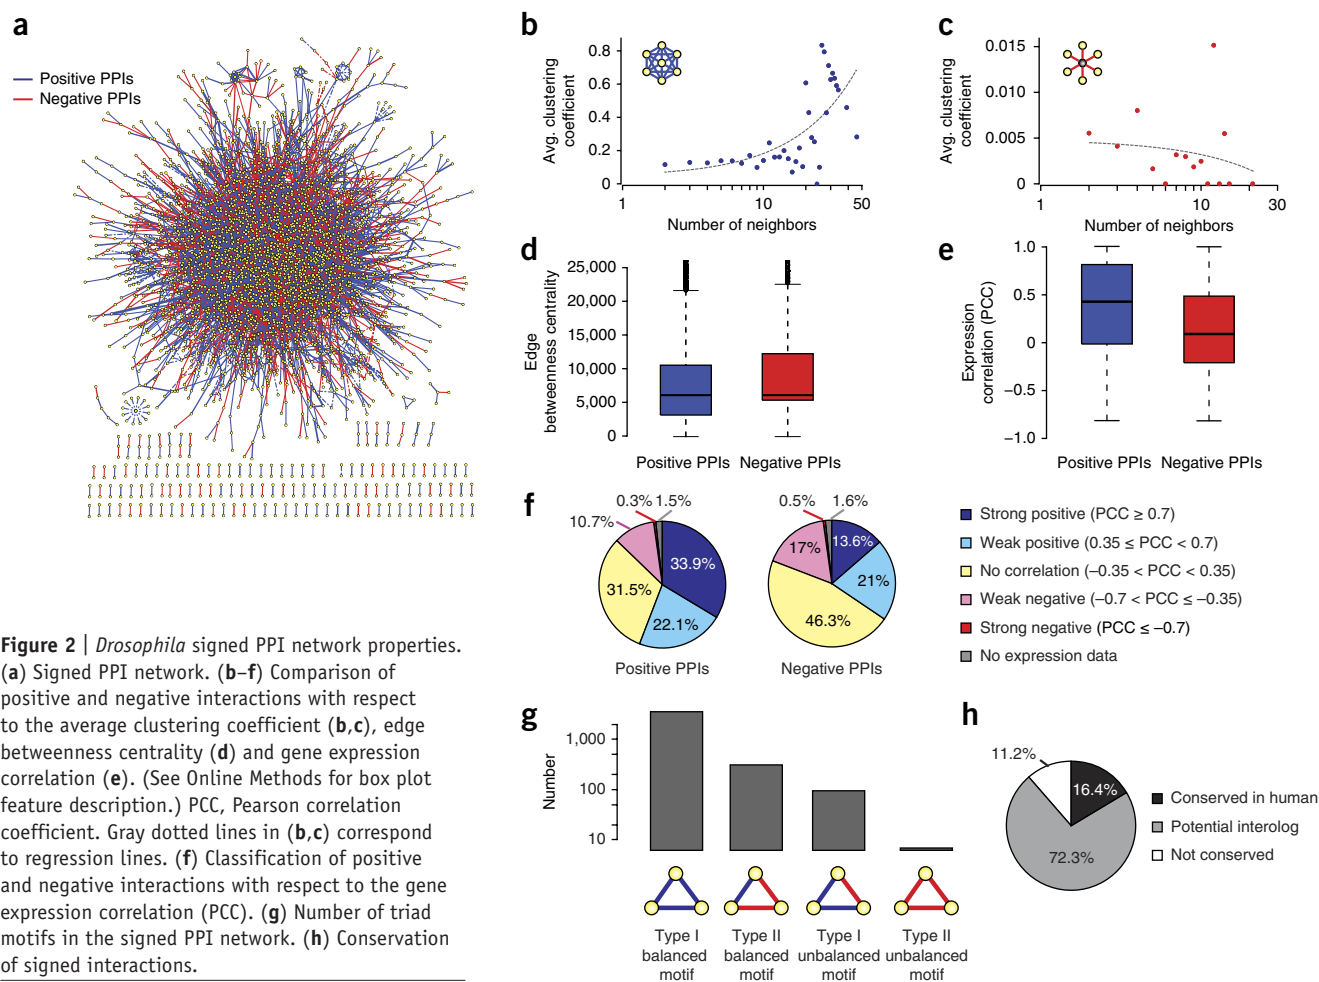 a
Positive PPIs
Negative PPIs
b
Avg. clustering
coefficient
0.8
0.6
0.4
0.2
0
1
10
50
Number of neighbors
c
Avg. clustering
coefficient
0.015
0.010
0.005
0
1
10
30
Number of neighbors
d
Edge
betweenness centrality
25,000
20,000
15,000
10,000
5,000
0
Positive PPIs
Negative PPIs
e
Expression
correlation (PCC)
1.0
0.5
0
−0.5
−1.0
Positive PPIs
Negative PPIs
f
0.3%
1.5%
10.7%
33.9%
31.5%
22.1%
Positive PPIs
0.5%
1.6%
17%
13.6%
21%
46.3%
Negative PPIs
Strong positive (PCC ≥ 0.7)
Weak positive (0.35 ≤ PCC < 0.7)
No correlation (−0.35 < PCC < 0.35)
Weak negative (−0.7 < PCC ≤ −0.35)
Strong negative (PCC ≤ −0.7)
No expression data
Figure 2 | Drosophila signed PPI network properties.
(a) Signed PPI network. (b–f) Comparison of
positive and negative interactions with respect
to the average clustering coefficient (b,c), edge
betweenness centrality (d) and gene expression
correlation (e). (See Online Methods for box plot
feature description.) PCC, Pearson correlation
coefficient. Gray dotted lines in (b,c) correspond
to regression lines. (f) Classification of positive
and negative interactions with respect to the gene
expression correlation (PCC). (g) Number of triad
motifs in the signed PPI network. (h) Conservation
of signed interactions.
g
Number
1,000
100
10
Type I
balanced
motif
Type II
balanced
motif
Type I
unbalanced
motif
Type II
unbalanced
motif
h
11.2%
16.4%
72.3%
Conserved in human
Potential interolog
Not conserved